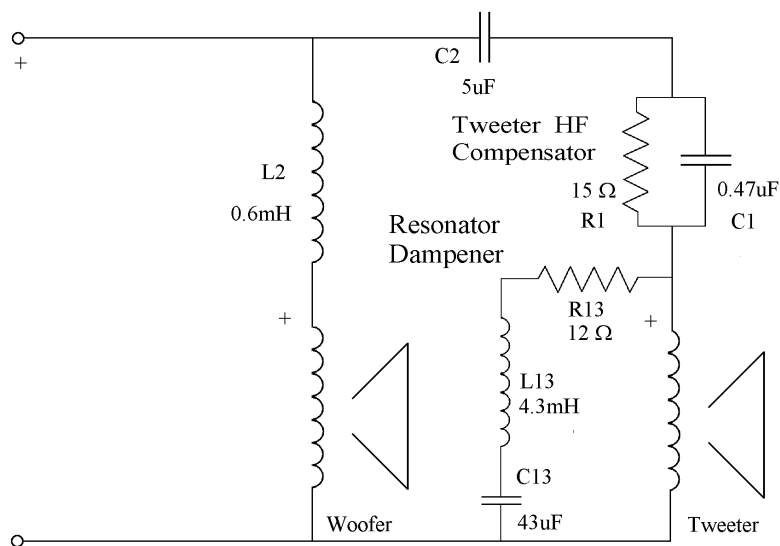 +
C2
5uF
Tweeter HF
Compensator
L2
0.6mH
15 Ω
R1
0.47uF
C1
Resonator
Dampener
R13
12 Ω
+
+
L13
4.3mH
C13
43uF
Woofer
Tweeter